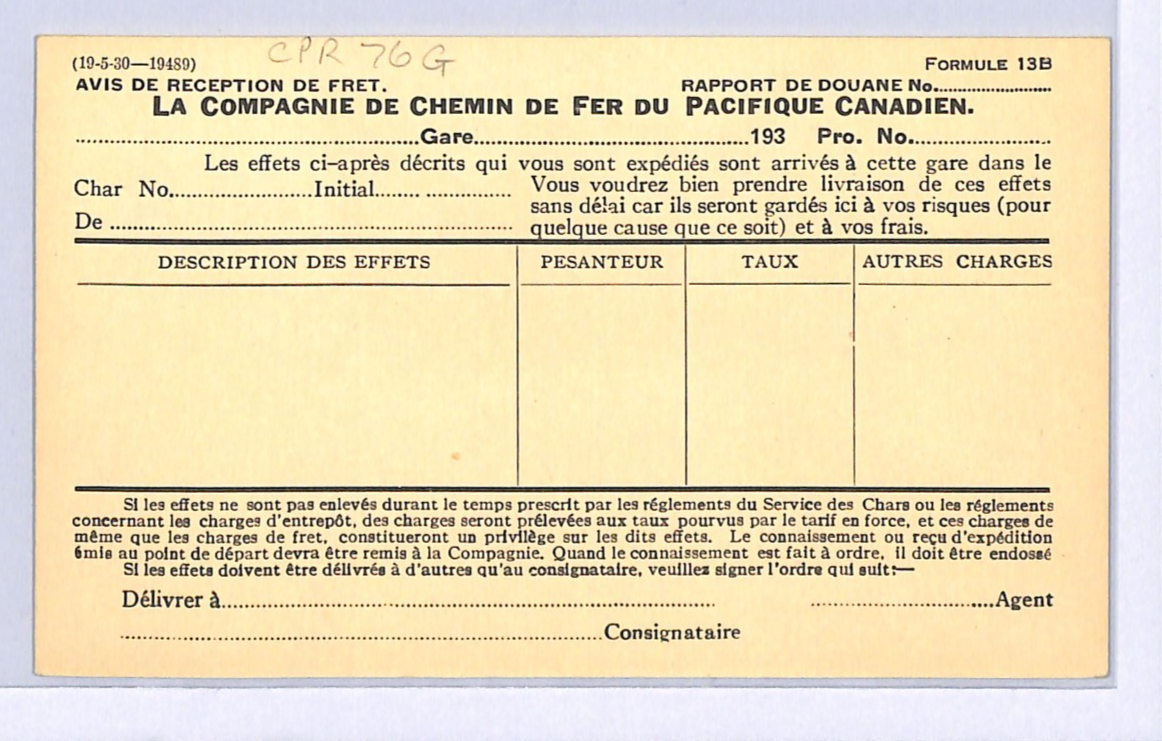 CPR 76G
(19-5-30—19489) FORMULE 13B
AVIS DE RECEPTION DE FRET. RAPPORT DE DOUANE No..........................
LA COMPAGNIE DE CHEMIN DE FER DU PACIFIQUE CANADIEN.
..............................Gare..............................193 Pro. No..............................
Les effets ci-après décrits qui vous sont expédiés sont arrivés à cette gare dans le
Char No....................Initial........ ............... Vous voudrez bien prendre livraison de ces effets
sans délai car ils seront gardés ici à vos risques (pour
De .................................................. quelque cause que ce soit) et à vos frais.
DESCRIPTION DES EFFETS PESANTEUR TAUX AUTRES CHARGES
Si les effets ne sont pas enlevés durant le temps prescrit par les réglements du Service des Chars ou les réglements
concernant les charges d'entrepôt, des charges seront prélevées aux taux pourvus par le tarif en force, et ces charges de
même que les charges de fret, constitueront un privilège sur les dits effets. Le connaissement ou reçu d'expédition
émis au point de départ devra être remis à la Compagnie. Quand le connaissement est fait à ordre, il doit être endossé
Si les effets doivent être délivrés à d'autres qu'au consignataire, veuillez signer l'ordre qui suit:—
Délivrer à.................................................. ..............................Agent
..................................................Consignataire